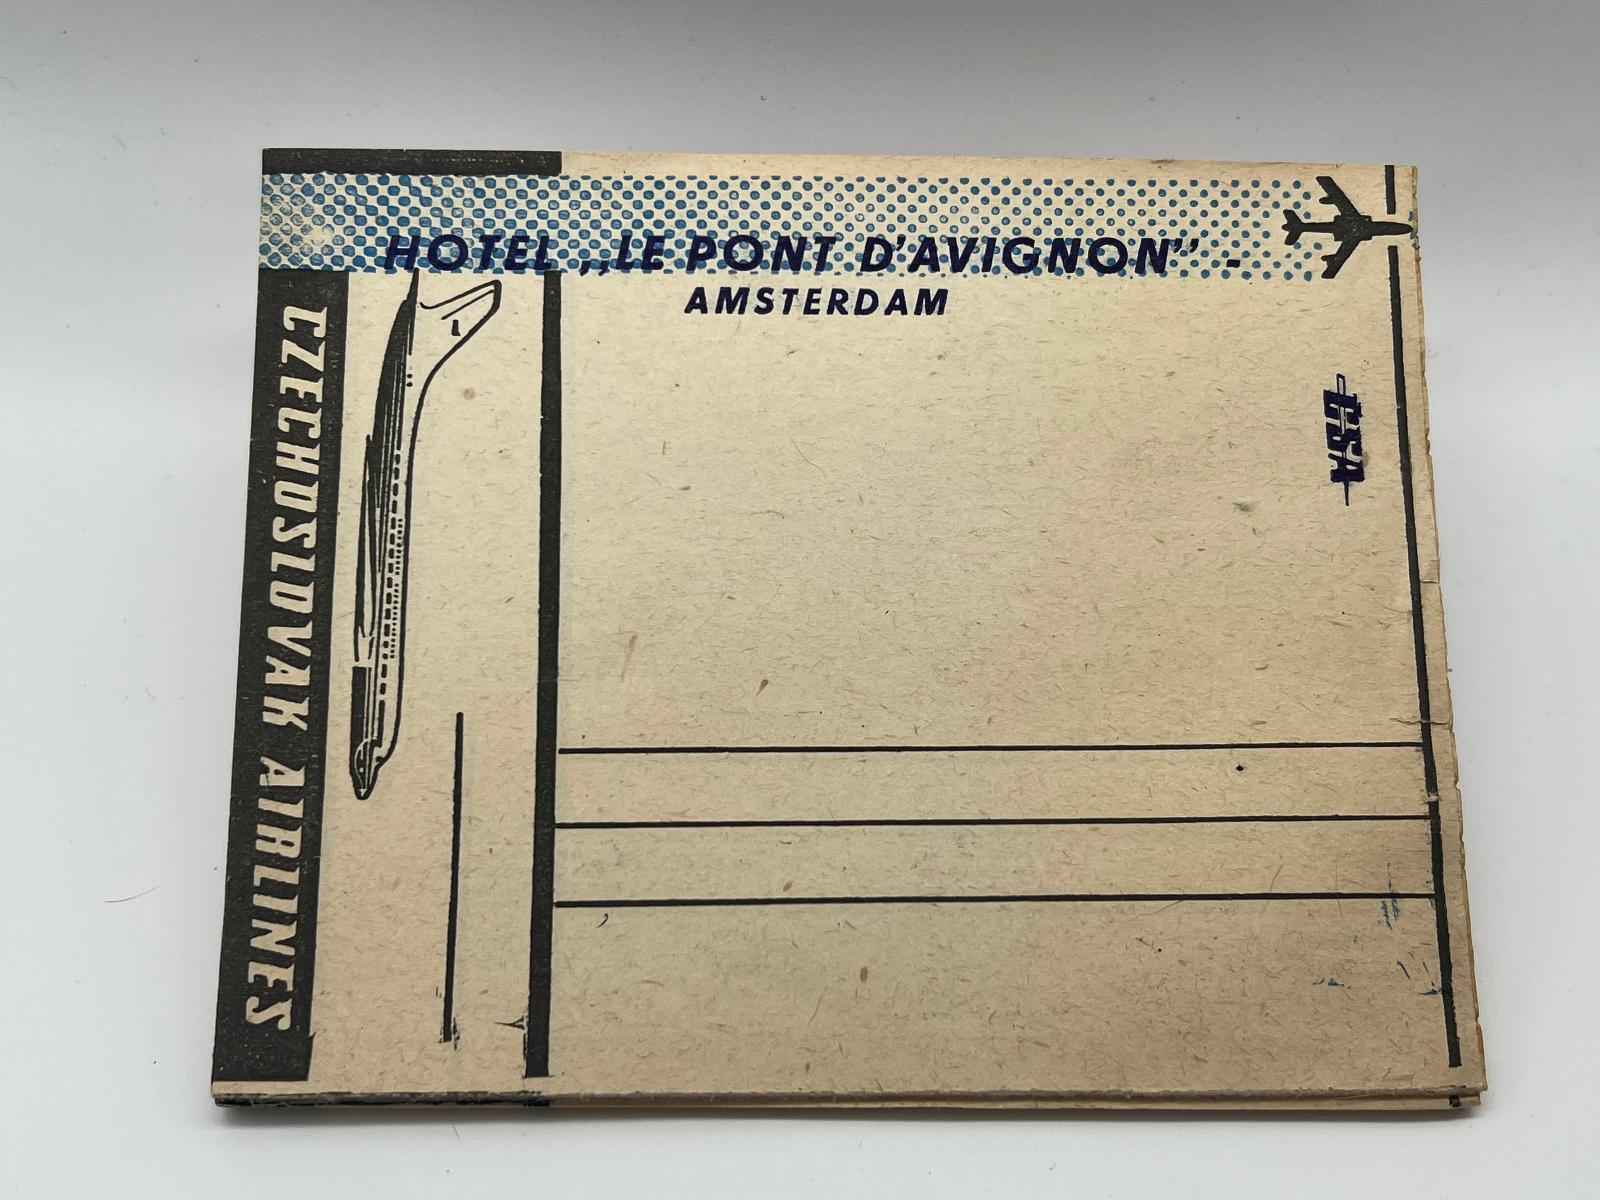 HOTEL „LE PONT D'AVIGNON” -
AMSTERDAM
CZECHOSLOVAK AIRLINES
ČSA